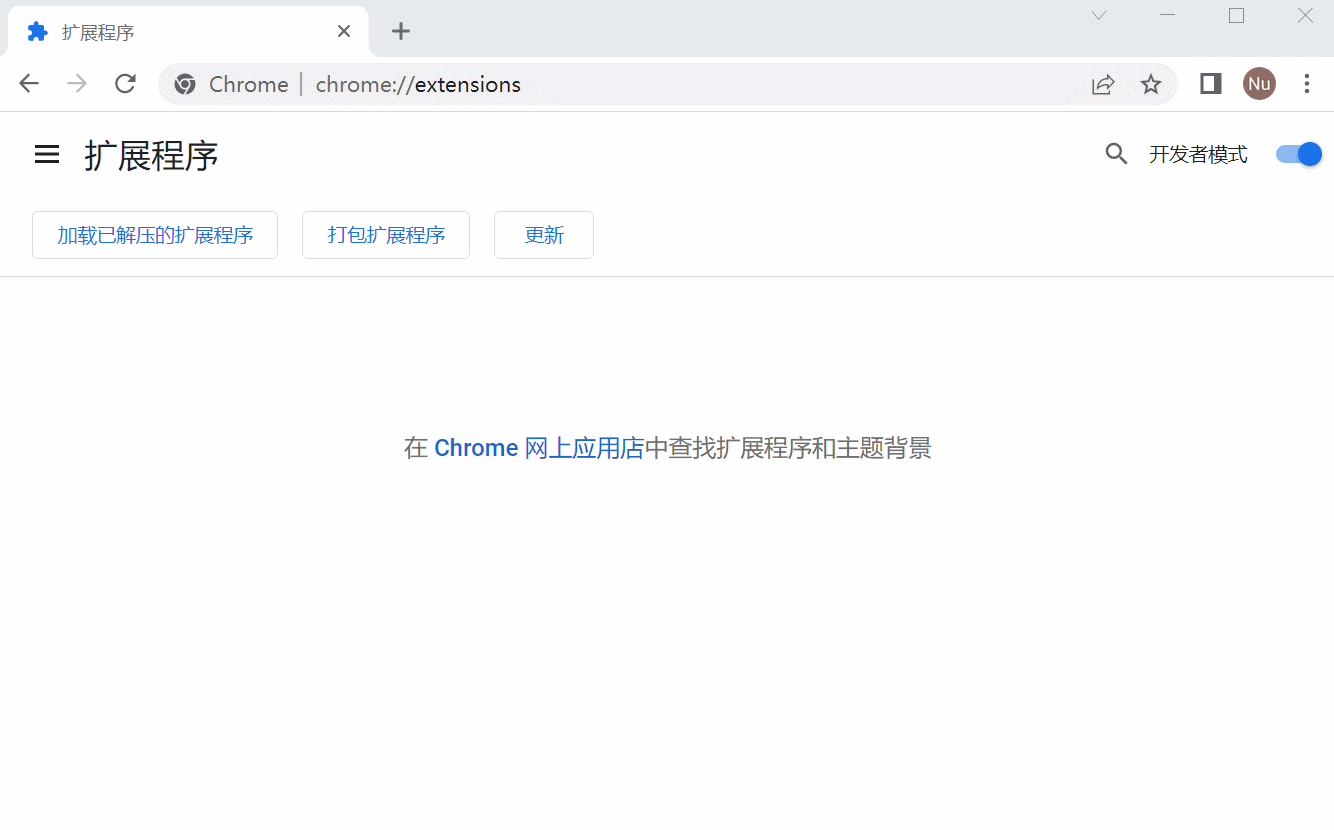 扩展程序
Chrome chrome://extensions
Nu
扩展程序
开发者模式
加载已解压的扩展程序 打包扩展程序 更新
在 Chrome 网上应用店中查找扩展程序和主题背景